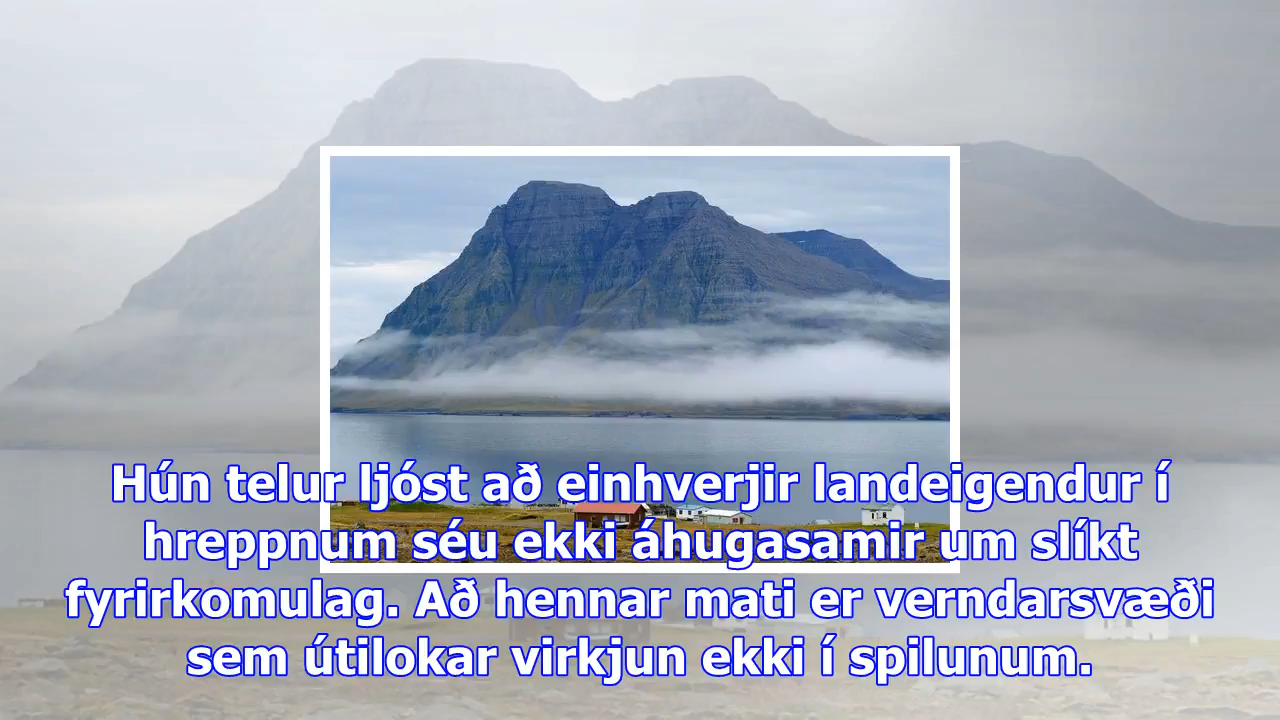 Hún telur ljóst að einhverjir landeigendur í
hreppnum séu ekki áhugasamir um slíkt
fyrirkomulag. Að hennar mati er verndarsvæði
sem útilokar virkjun ekki í spilunum.